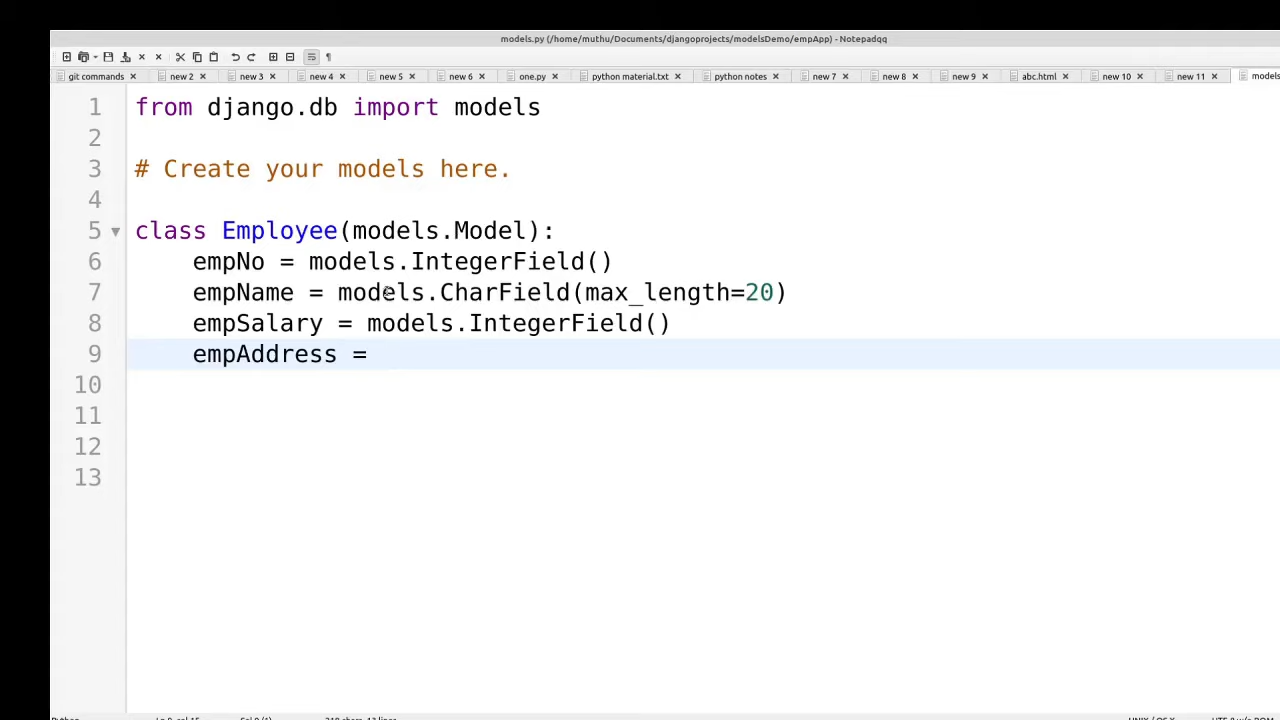 models.py (/home/muthu/Documents/djangoprojects/modelsDemo/empApp) - Notepadqq
git commands new 2 new 3 new 4 new 5 new 6 one.py python material.txt python notes new 7 new 8 new 9 abc.html new 10 new 11 models
1 from django.db import models
2
3 # Create your models here.
4
5 class Employee(models.Model):
6 empNo = models.IntegerField()
7 empName = models.CharField(max_length=20)
8 empSalary = models.IntegerField()
9 empAddress =
10
11
12
13